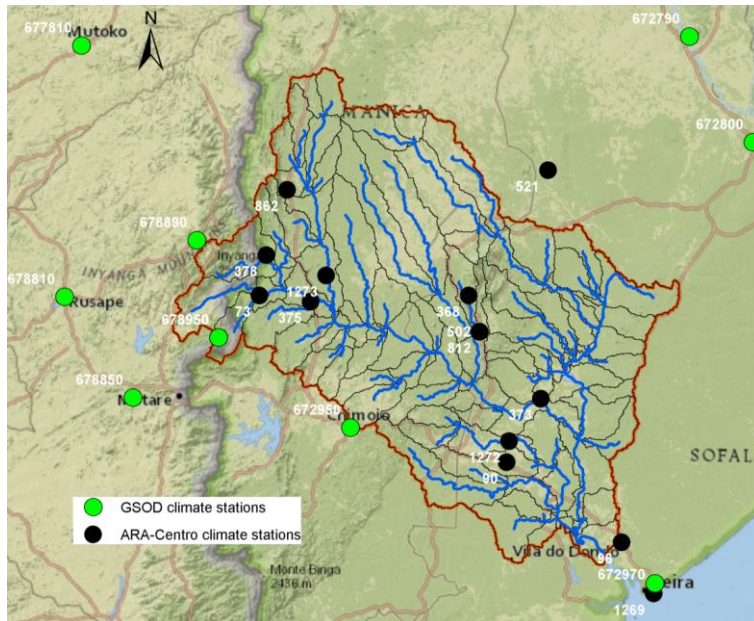 677810
Mutoko
672790
MANICA
672800
521
862
678890
INYANGA MOUNTAINS
Inyanga
378
678810
Rusape
1273
73
375
368
678950
502
812
678850
Mutare
373
672950
Chimoio
1272
90
SOFAL
GSOD climate stations
ARA-Centro climate stations
Vila do Dondo
Monte Binga
2436 m
672970
Beira
1269